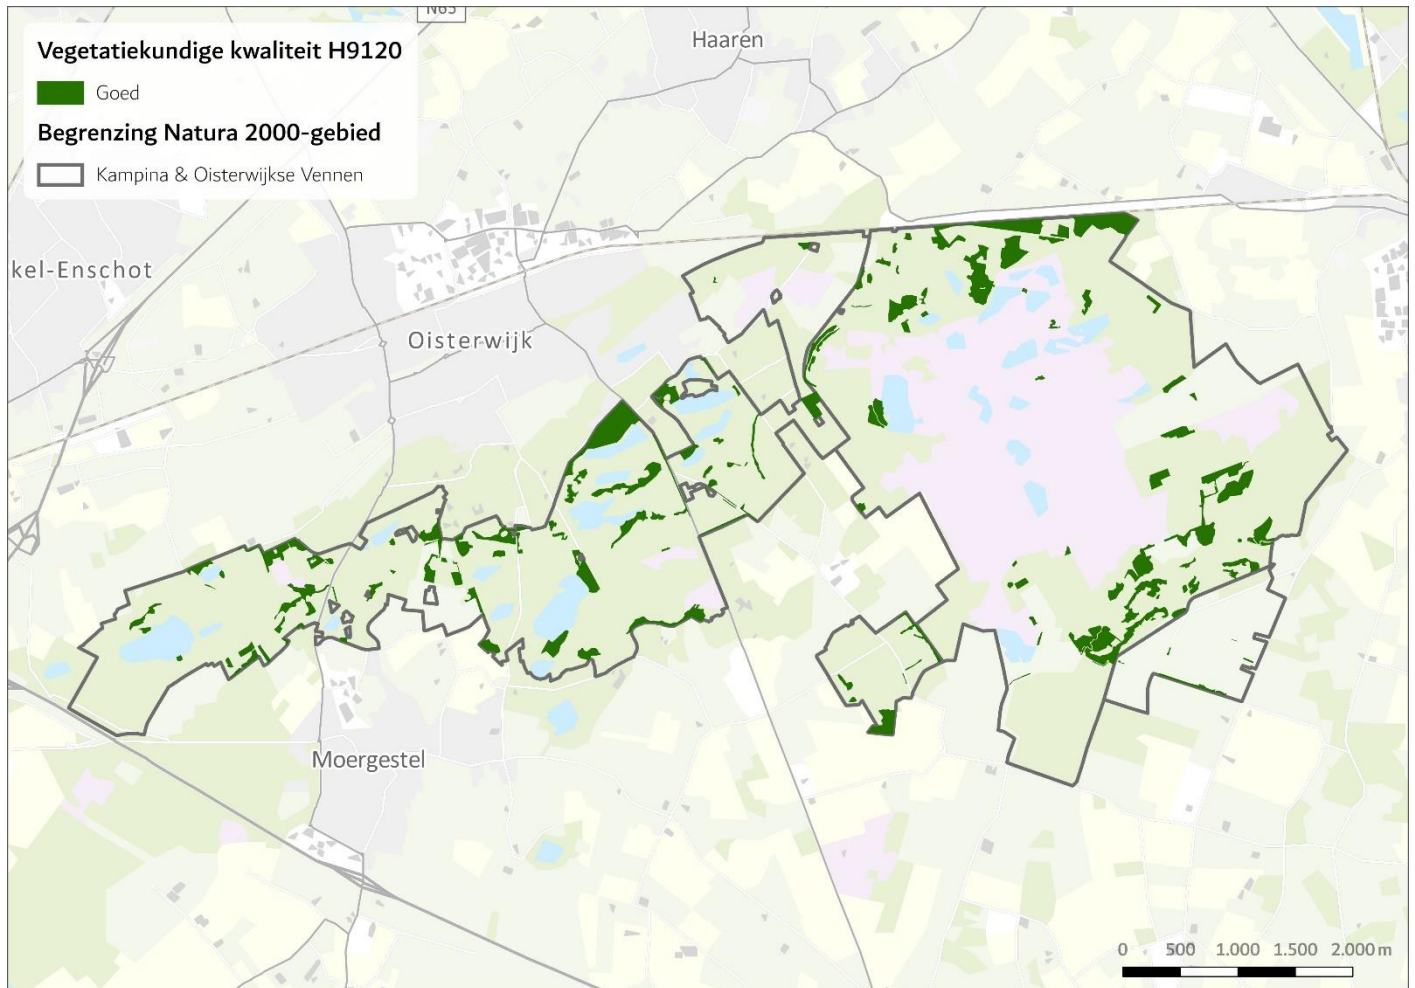 N65
Vegetatiekundige kwaliteit H9120
Goed
Begrenzing Natura 2000-gebied
Kampina & Oisterwijkse Vennen
Haaren
kel-Enschot
Oisterwijk
Moergestel
0 500 1.000 1.500 2.000 m